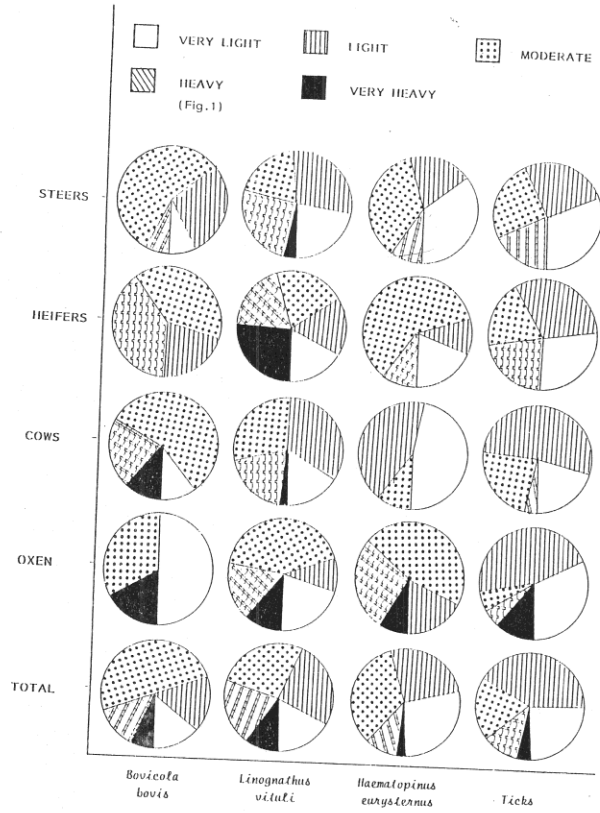 VERY LIGHT
LIGHT
MODERATE
HEAVY
(Fig.1)
VERY HEAVY
STEERS
HEIFERS
COWS
OXEN
TOTAL
Bovicola
bovis
Linognathus
vituli
Haematopinus
eurysternus
Ticks